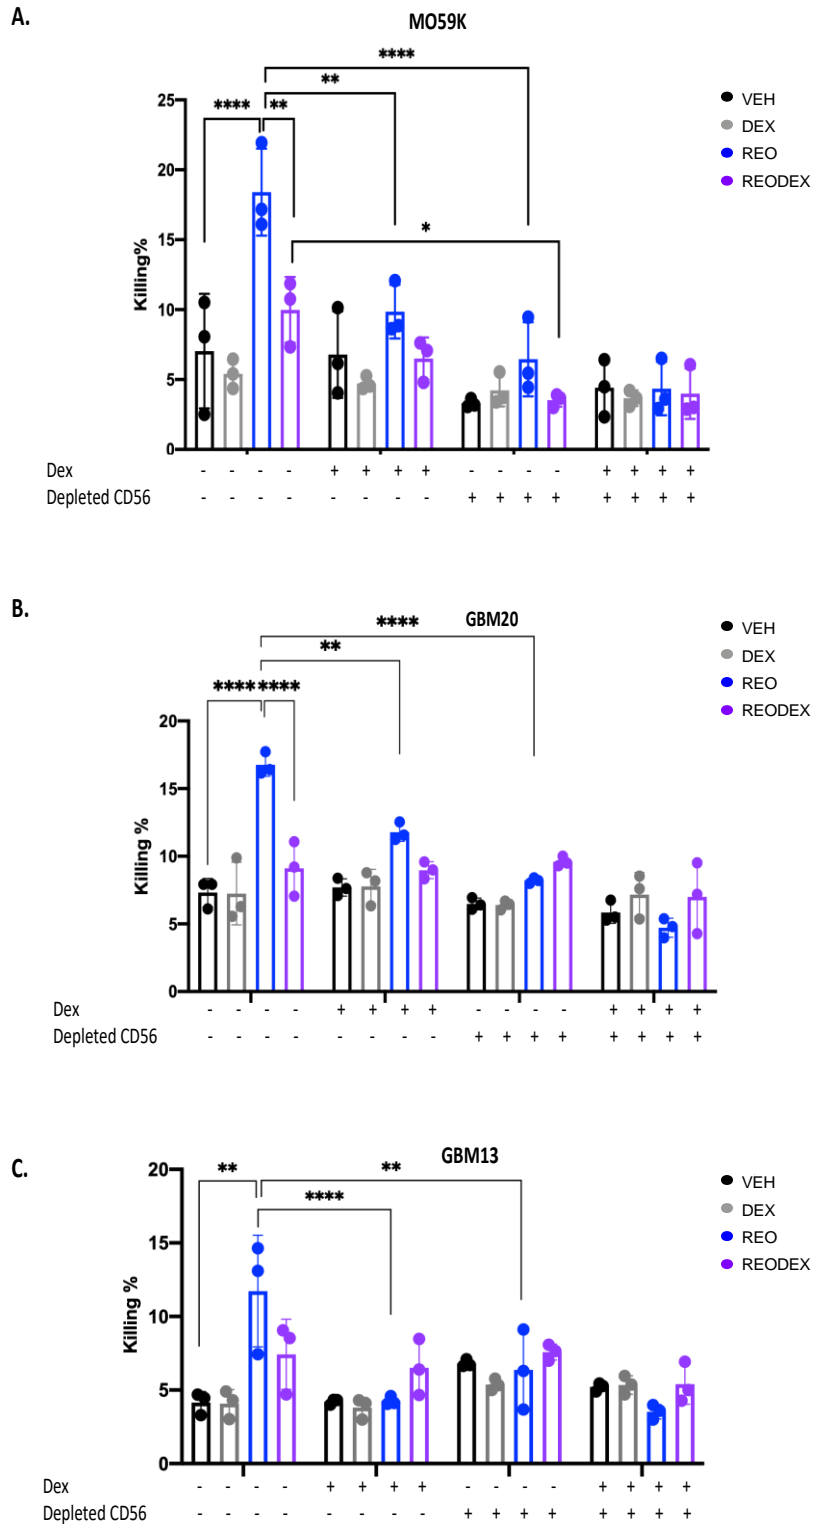 A.
MO59K
****
**
**** **
*
25
20
15
10
5
0
Killing%
VEH
DEX
REO
REODEX
Dex - - - - + + + + - - - - + + + +
Depleted CD56 - - - - - - - - + + + + + + + +
B.
GBM20
****
**
**** ****
20
15
10
5
0
Killing %
VEH
DEX
REO
REODEX
Dex - - - - + + + + - - - - + + + +
Depleted CD56 - - - - - - - - + + + + + + + +
C.
GBM13
** **
****
20
15
10
5
0
Killing %
VEH
DEX
REO
REODEX
Dex - - - - + + + + - - - - + + + +
Depleted CD56 - - - - - - - - + + + + + + + +